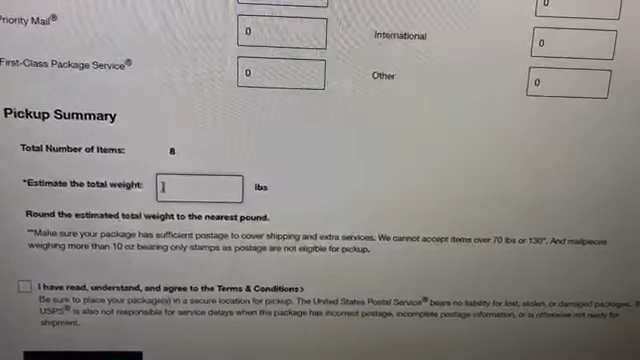 Priority Mail®
0
International
0
0
First-Class Package Service®
0
Other
0
Pickup Summary
Total Number of Items: 8
*Estimate the total weight: lbs
Round the estimated total weight to the nearest pound.
**Make sure your package has sufficient postage to cover shipping and extra services. We cannot accept items over 70 lbs or 130". And mailpieces
weighing more than 10 oz bearing only stamps as postage are not eligible for pickup.
I have read, understand, and agree to the Terms & Conditions >
Be sure to place your package(s) in a secure location for pickup. The United States Postal Service® bears no liability for lost, stolen, or damaged packages.
USPS® is also not responsible for service delays when the package has incorrect postage, incomplete postage information, or is otherwise not ready for
shipment.